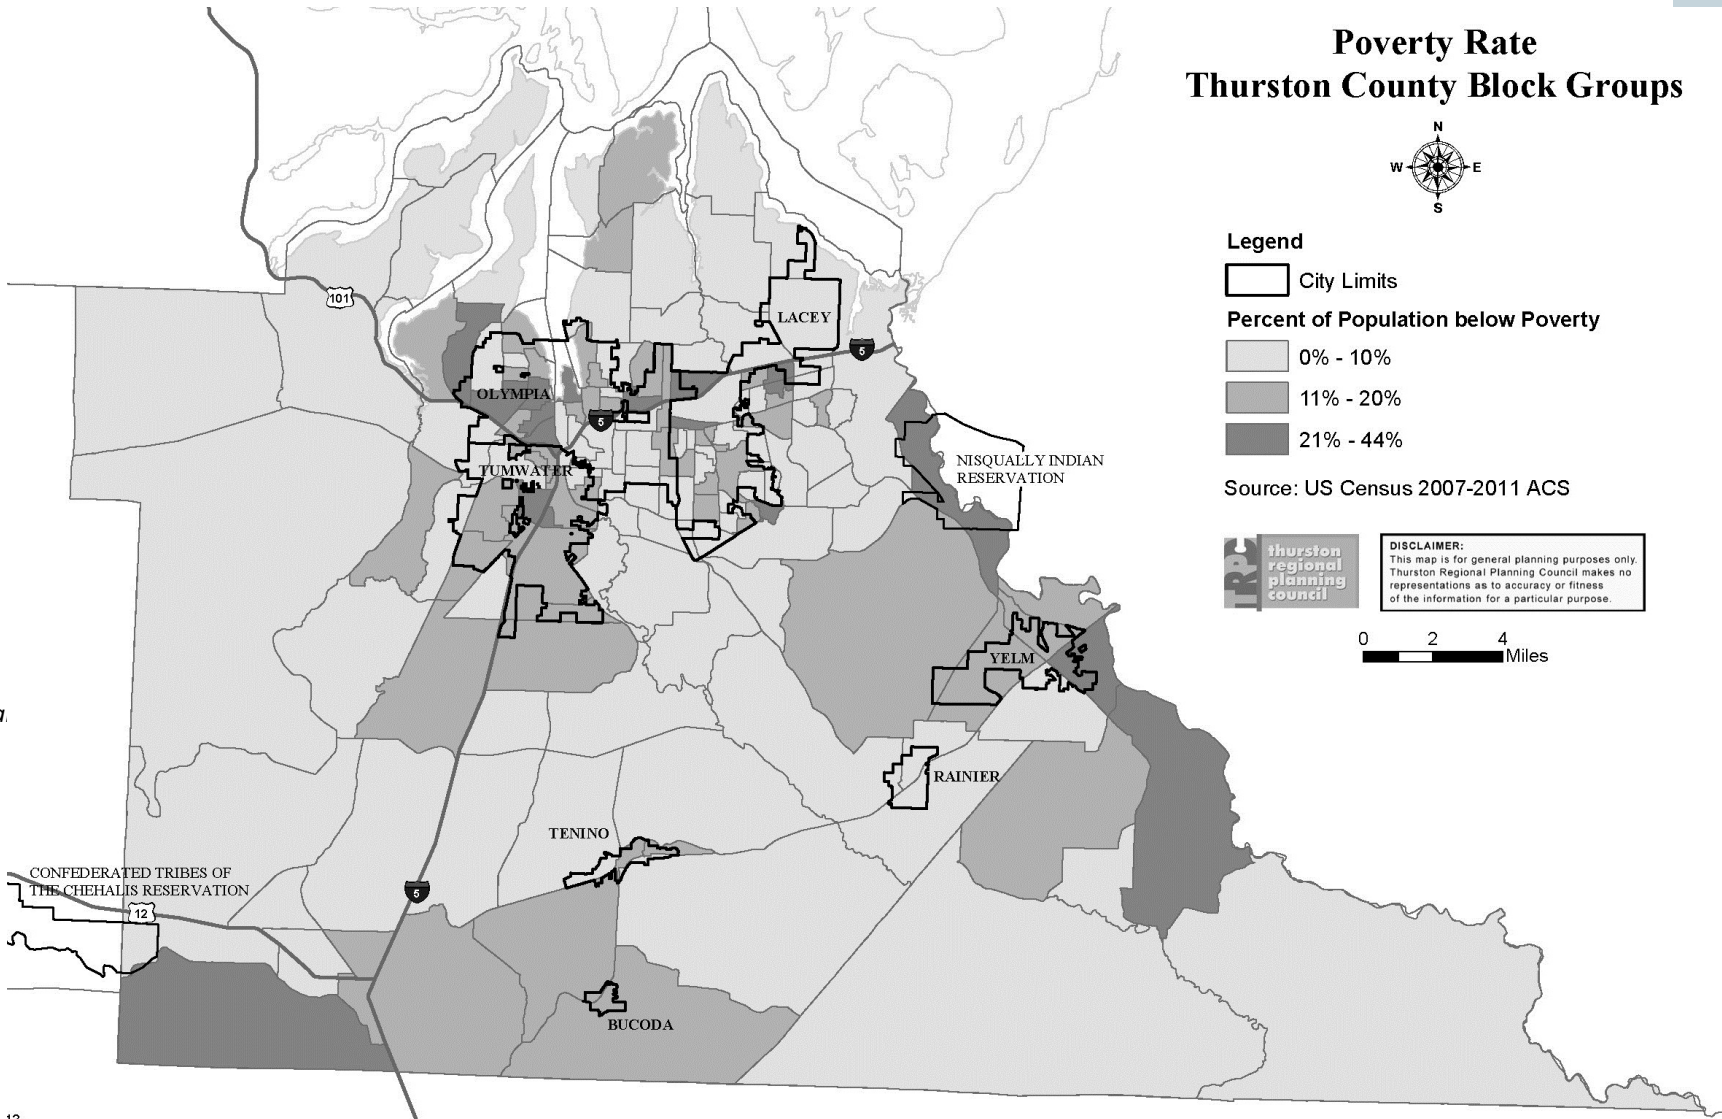 Poverty Rate
Thurston County Block Groups
N
W
E
S
Legend
City Limits
Percent of Population below Poverty
0% - 10%
11% - 20%
21% - 44%
Source: US Census 2007-2011 ACS
TRPC
thurston
regional
planning
council
DISCLAIMER:
This map is for general planning purposes only.
Thurston Regional Planning Council makes no
representations as to accuracy or fitness
of the information for a particular purpose.
0 2 4
Miles
101
LACEY
5
OLYMPIA
5
TUMWATER
NISQUALLY INDIAN
RESERVATION
YELM
RAINIER
TENINO
CONFEDERATED TRIBES OF
THE CHEHALIS RESERVATION
5
12
BUCODA